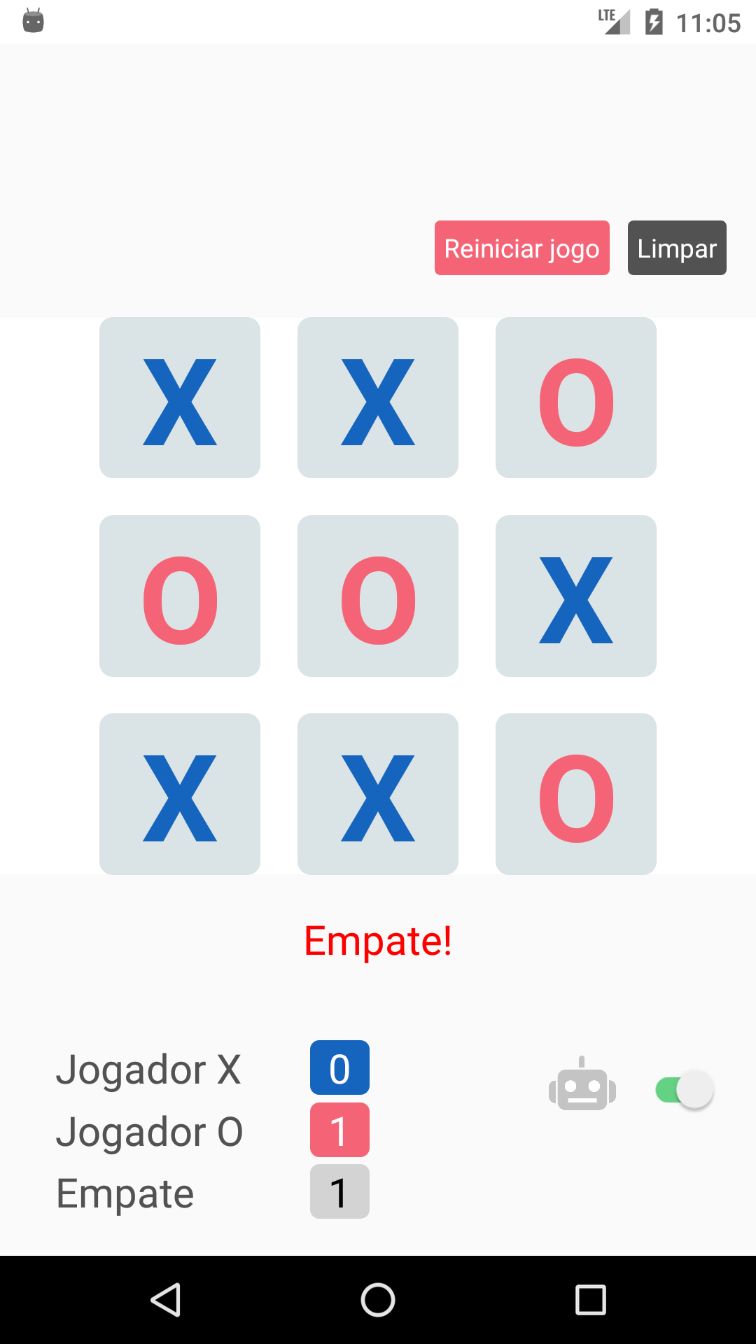 LTE 11:05
Reiniciar jogo Limpar
X X O
O O X
X X O
Empate!
Jogador X 0
Jogador O 1
Empate 1